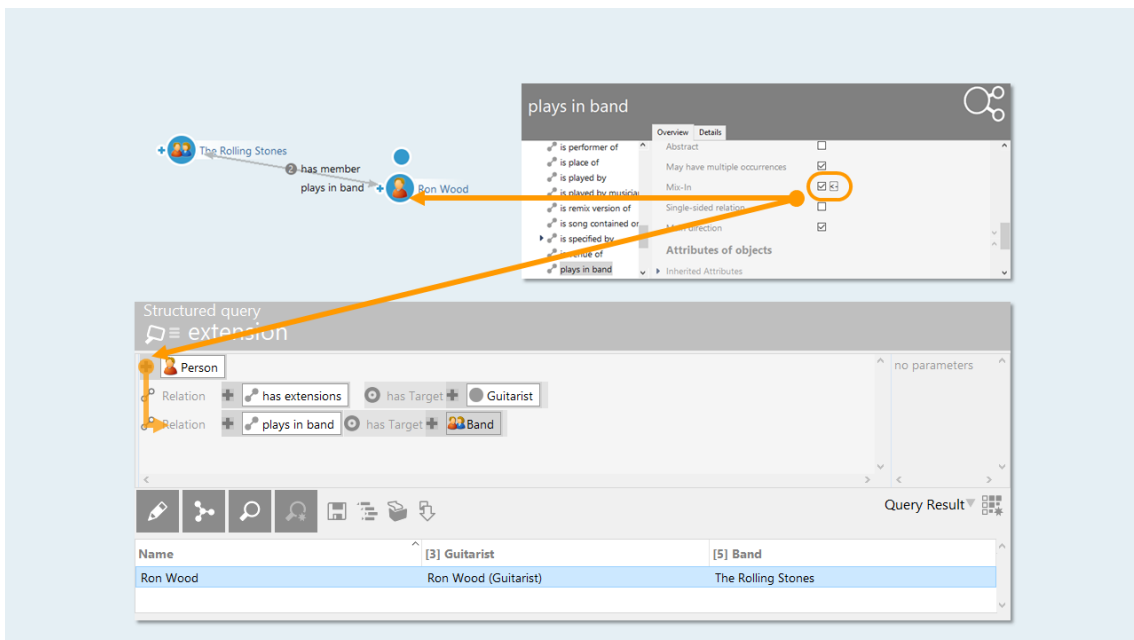 The Rolling Stones
2 has member
plays in band
Ron Wood
plays in band
Overview Details
is performer of
is place of
is played by
is played by musicia
is remix version of
is song contained or
is specified by
is venue of
plays in band
Abstract
May have multiple occurrences
Mix-In
Single-sided relation
Main direction
Attributes of objects
Inherited Attributes
Structured query
extension
Person
Relation has extensions has Target Guitarist
Relation plays in band has Target Band
no parameters
Query Result
Name [3] Guitarist [5] Band
Ron Wood Ron Wood (Guitarist) The Rolling Stones